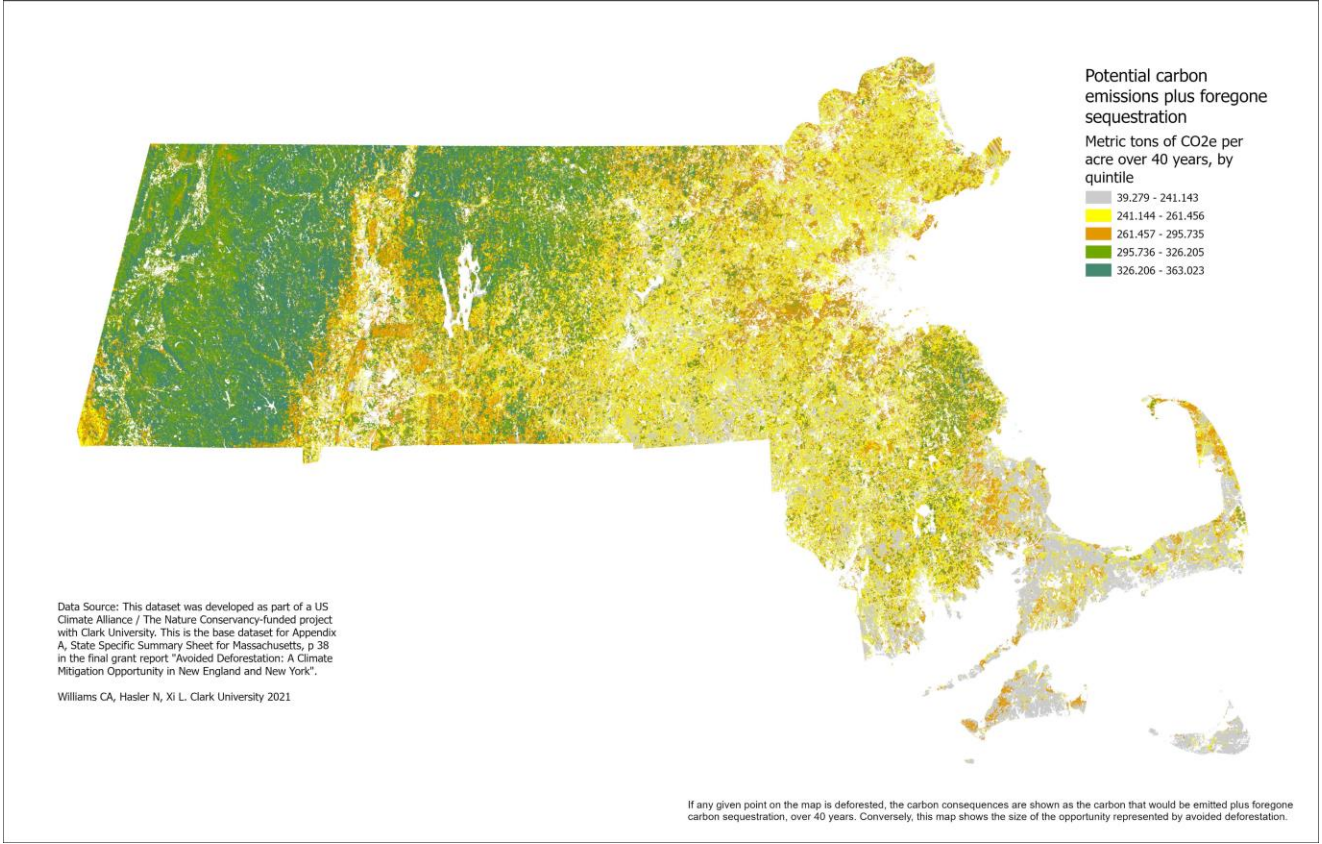 Potential carbon
emissions plus foregone
sequestration
Metric tons of CO2e per
acre over 40 years, by
quintile
39.279 - 241.143
241.144 - 261.456
261.457 - 295.735
295.736 - 326.205
326.206 - 363.023
Data Source: This dataset was developed as part of a US
Climate Alliance / The Nature Conservancy-funded project
with Clark University. This is the base dataset for Appendix
A, State Specific Summary Sheet for Massachusetts, p 38
in the final grant report "Avoided Deforestation: A Climate
Mitigation Opportunity in New England and New York".
Williams CA, Hasler N, Xi L. Clark University 2021
If any given point on the map is deforested, the carbon consequences are shown as the carbon that would be emitted plus foregone
carbon sequestration, over 40 years. Conversely, this map shows the size of the opportunity represented by avoided deforestation.